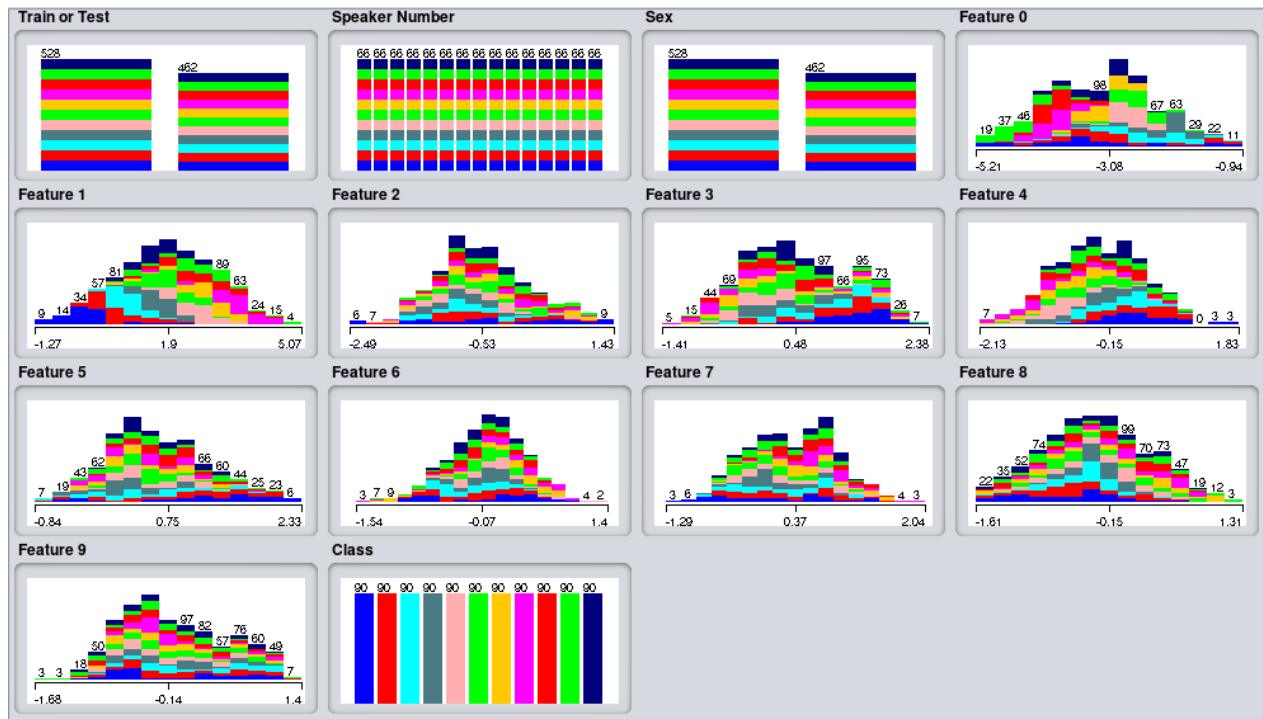 Train or Test
528
462
Speaker Number
66 66 66 66 66 66 66 66 66 66 66 66 66 66 66
Sex
528
462
Feature 0
19 37 46 98 67 63 29 22 11
-5.21 -3.08 -0.94
Feature 1
9 14 34 57 81 89 63 24 15 4
-1.27 1.9 5.07
Feature 2
6 7 9
-2.49 -0.53 1.43
Feature 3
5 15 44 69 97 66 95 73 26 7
-1.41 0.48 2.38
Feature 4
7 0 3 3
-2.13 -0.15 1.83
Feature 5
7 19 43 62 66 60 44 25 23 6
-0.84 0.75 2.33
Feature 6
3 7 9 4 2
-1.54 -0.07 1.4
Feature 7
3 6 4 3
-1.29 0.37 2.04
Feature 8
22 35 52 74 99 70 73 47 19 12 3
-1.61 -0.15 1.31
Feature 9
3 3 18 50 97 82 57 76 60 49 7
-1.68 -0.14 1.4
Class
90 90 90 90 90 90 90 90 90 90 90